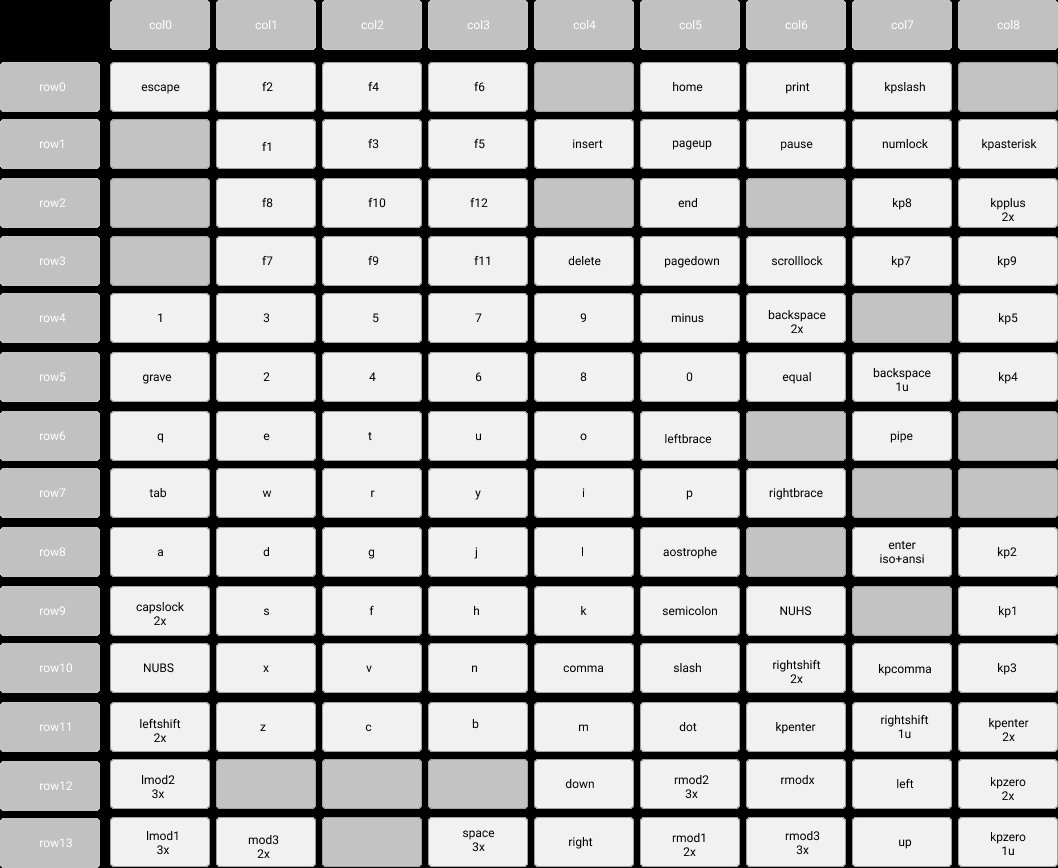 col0 col1 col2 col3 col4 col5 col6 col7 col8
row0 escape f2 f4 f6 home print kpslash
row1 f1 f3 f5 insert pageup pause numlock kpasterisk
row2 f8 f10 f12 end kp8 kpplus
2x
row3 f7 f9 f11 delete pagedown scrolllock kp7 kp9
row4 1 3 5 7 9 minus backspace kp5
2x
row5 grave 2 4 6 8 0 equal backspace kp4
1u
row6 q e t u o leftbrace pipe
row7 tab w r y i p rightbrace
row8 a d g j l aostrophe enter kp2
iso+ansi
row9 capslock s f h k semicolon NUHS kp1
2x
row10 NUBS x v n comma slash rightshift kpcomma kp3
2x
row11 leftshift z c b m dot kpenter rightshift kpenter
2x 1u 2x
row12 lmod2 down rmod2 rmodx left kpzero
3x 3x 2x
row13 lmod1 mod3 space right rmod1 rmod3 up kpzero
3x 2x 3x 2x 3x 1u